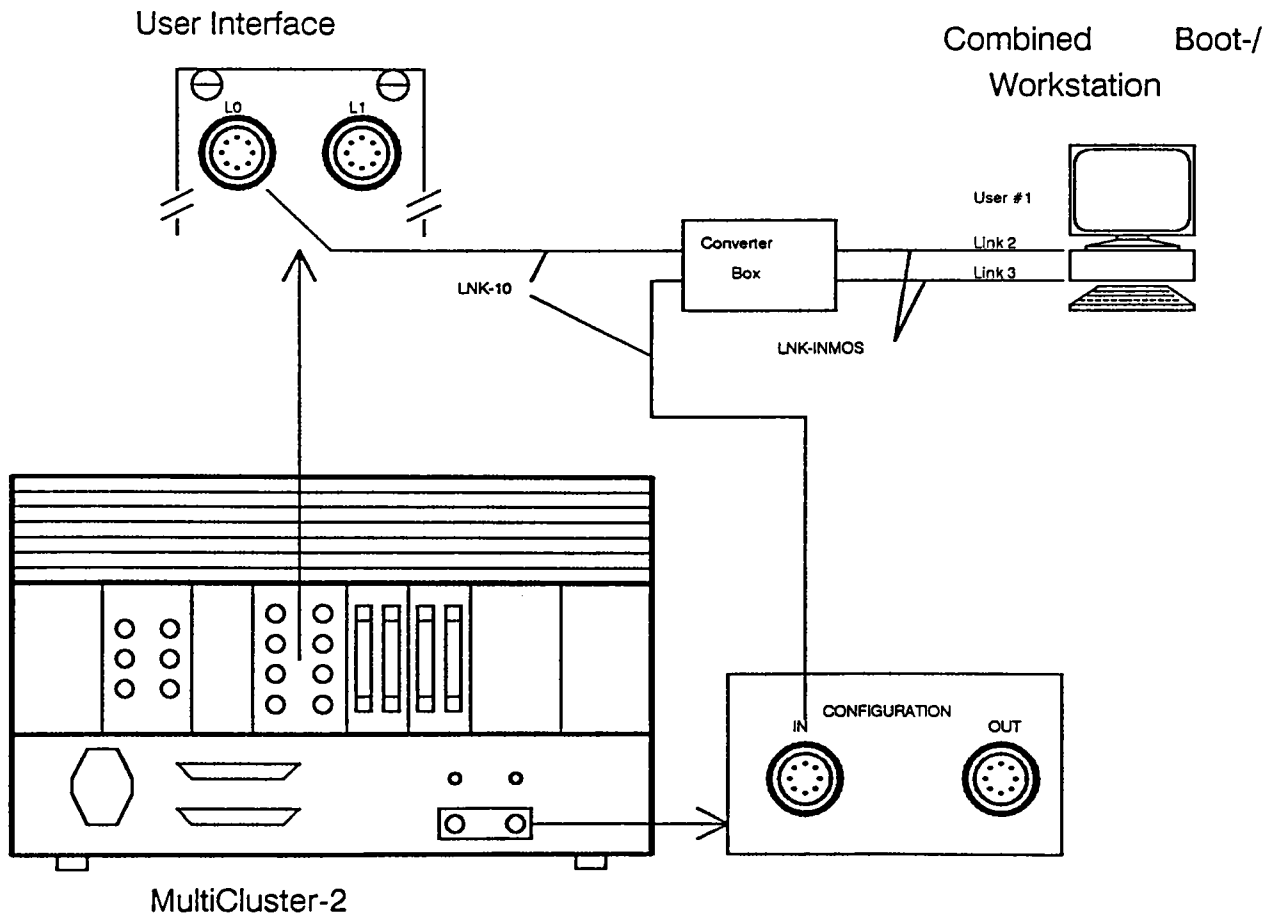 User Interface
Combined Boot-/
Workstation
L0 L1
User #1
Converter
Box
Link 2
Link 3
LNK-10
LNK-INMOS
CONFIGURATION
IN OUT
MultiCluster-2